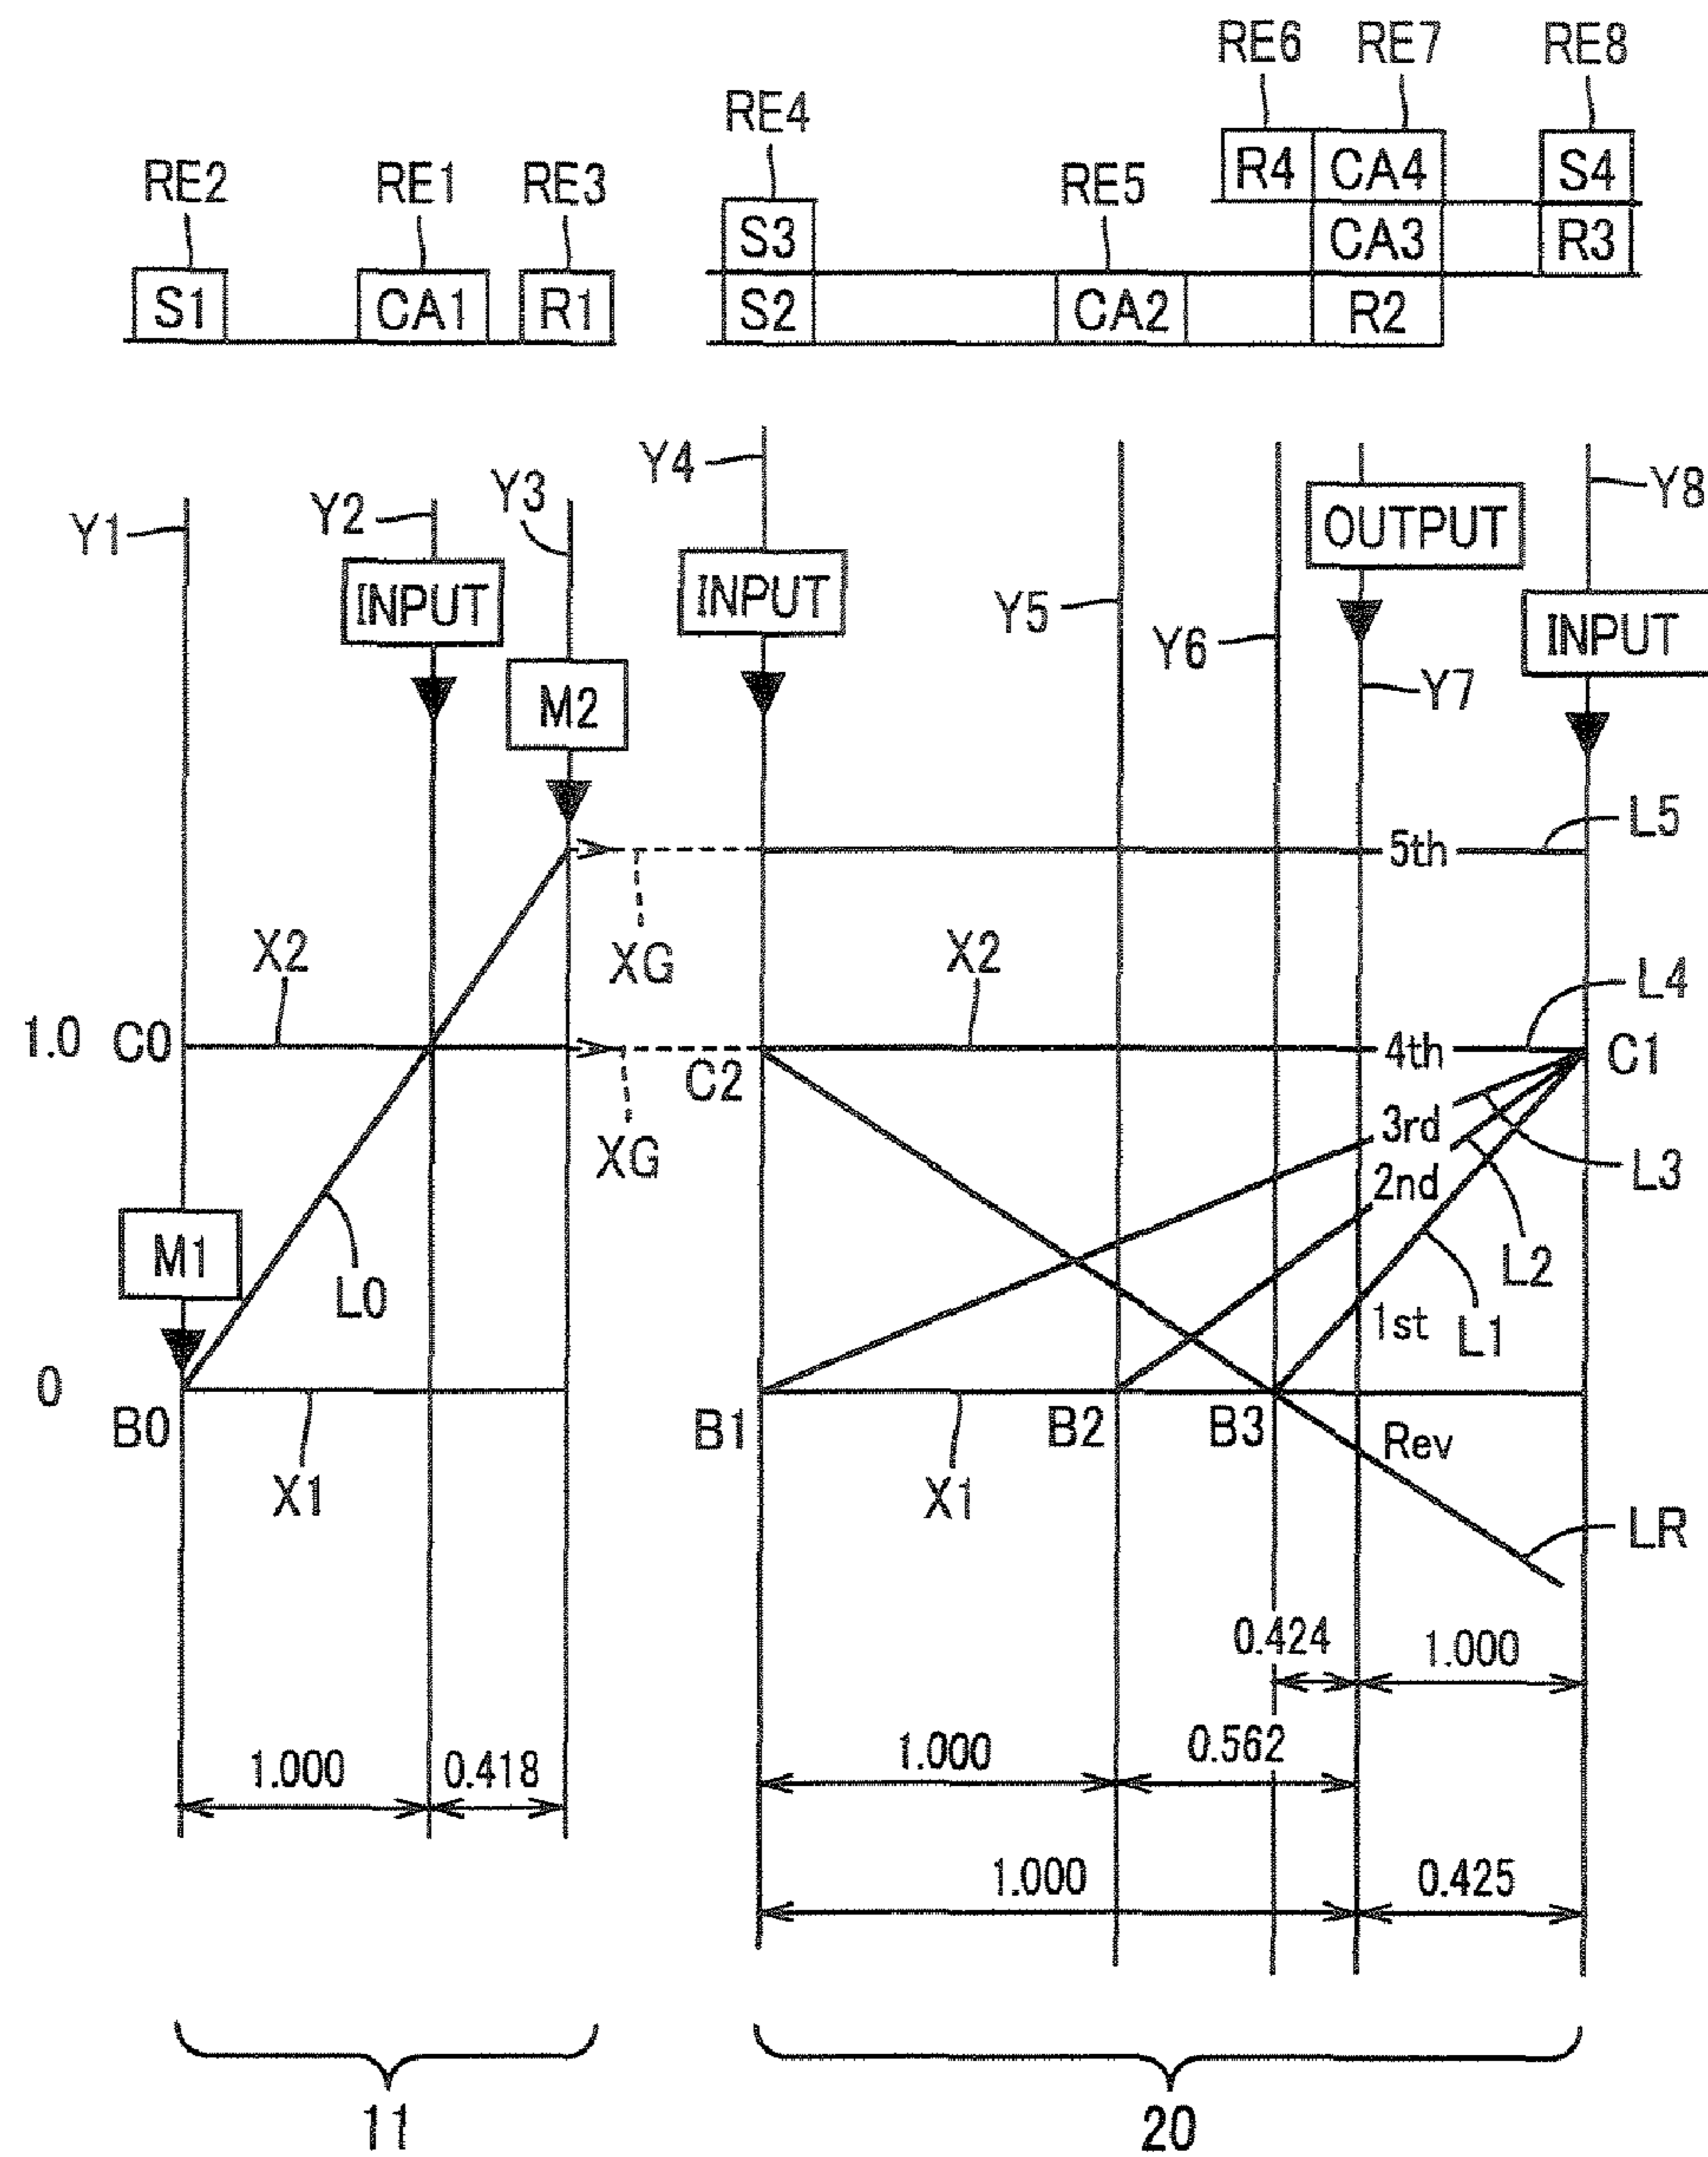 RE6 RE7 RE8
RE4
RE2 RE1 RE3 RE5
R4 CA4 S4
S3 CA3 R3
S1 CA1 R1 S2 CA2 R2
Y4
Y3
Y2
Y1
Y8
OUTPUT
INPUT INPUT
Y5
INPUT
Y6
Y7
M2
L5
5th
XG
X2 X2
L4
1.0 C0
4th C1
C2
3rd
XG
L3
2nd
M1
L2
L0
1st L1
0
B0 B1 B2 B3
Rev
X1 X1
LR
0.424 1.000
1.000 0.562
1.000 0.418
1.000 0.425
11 20